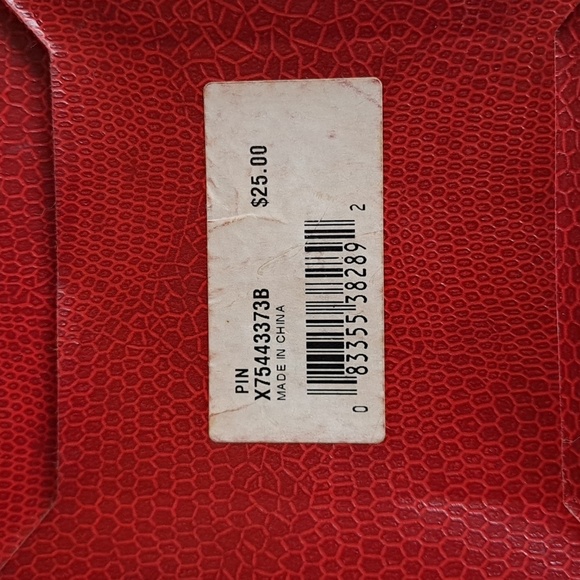 PIN $25.00
X75443373B
MADE IN CHINA
0 83355 38289 2